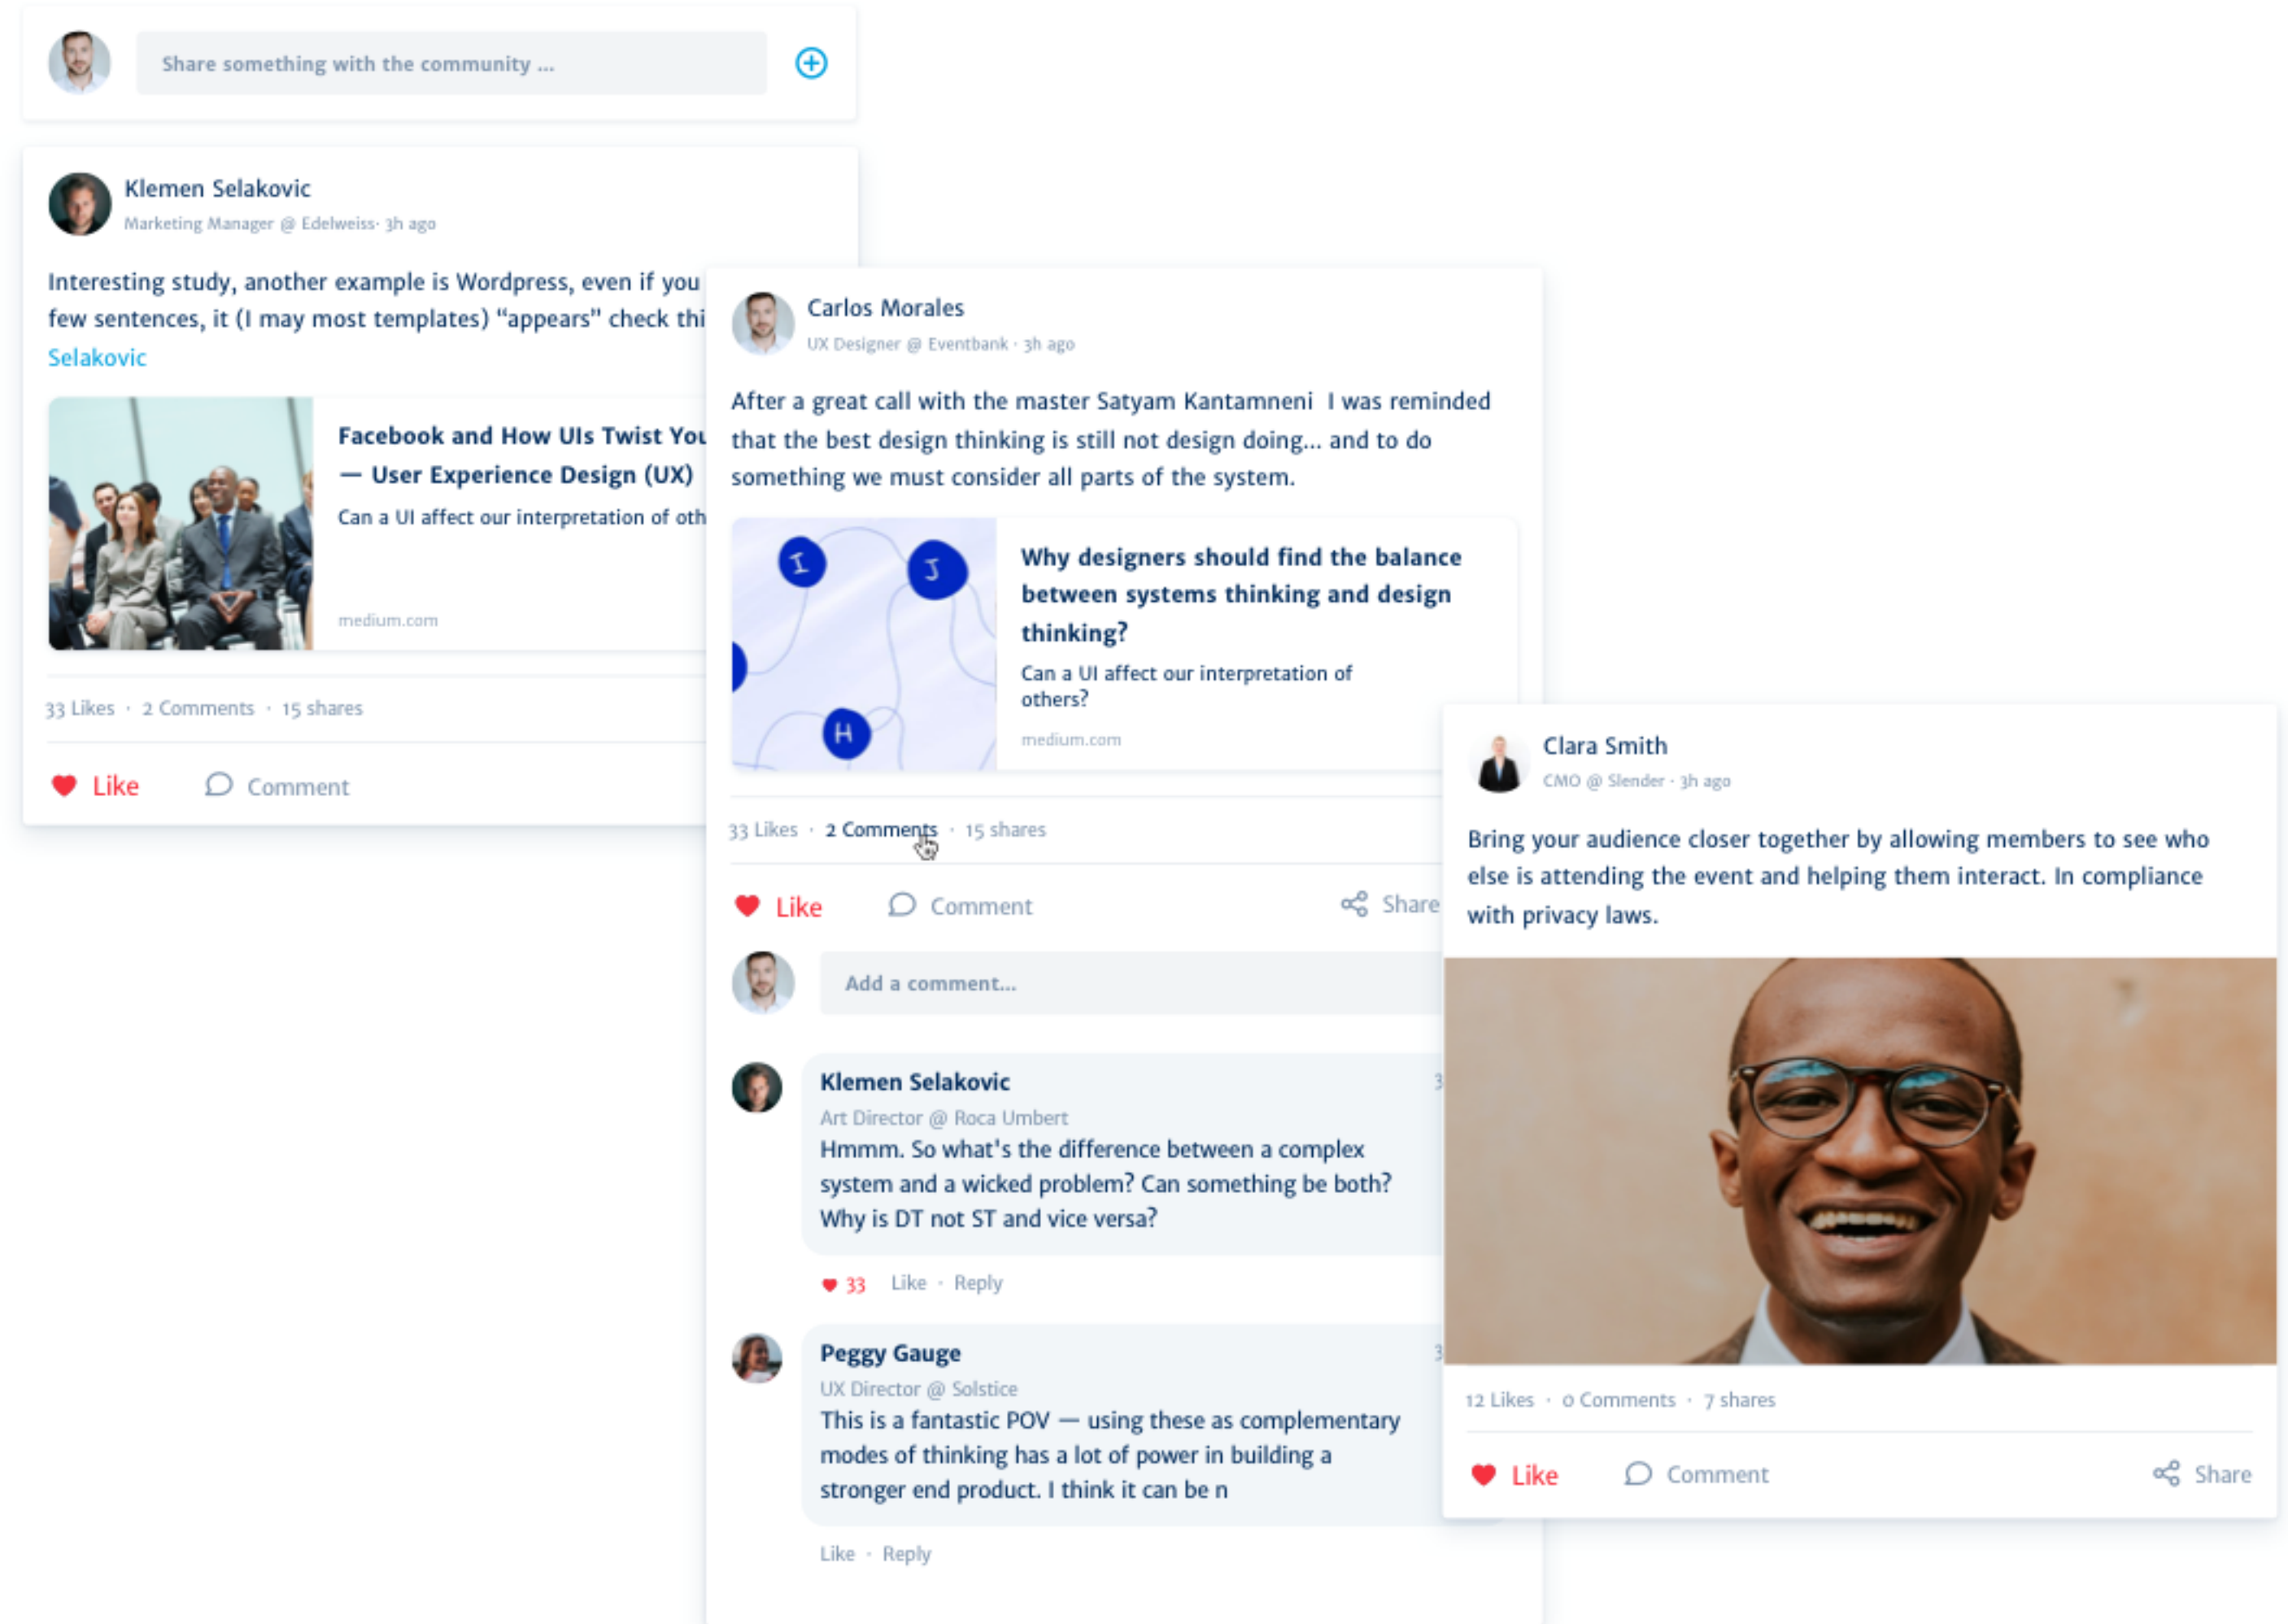 Share something with the community ...
Klemen Selakovic
Marketing Manager @ Edelweiss· 3h ago
Interesting study, another example is Wordpress, even if you
few sentences, it (I may most templates) “appears” check thi
Selakovic
Facebook and How UIs Twist You
— User Experience Design (UX)
Can a UI affect our interpretation of oth
medium.com
33 Likes · 2 Comments · 15 shares
Like Comment
Carlos Morales
UX Designer @ Eventbank · 3h ago
After a great call with the master Satyam Kantamneni I was reminded
that the best design thinking is still not design doing... and to do
something we must consider all parts of the system.
I
J
H
Why designers should find the balance
between systems thinking and design
thinking?
Can a UI affect our interpretation of
others?
medium.com
33 Likes · 2 Comments · 15 shares
Like Comment Share
Add a comment...
Klemen Selakovic 3
Art Director @ Roca Umbert
Hmmm. So what's the difference between a complex
system and a wicked problem? Can something be both?
Why is DT not ST and vice versa?
33 Like · Reply
Peggy Gauge 3
UX Director @ Solstice
This is a fantastic POV — using these as complementary
modes of thinking has a lot of power in building a
stronger end product. I think it can be n
Like · Reply
Clara Smith
CMO @ Slender · 3h ago
Bring your audience closer together by allowing members to see who
else is attending the event and helping them interact. In compliance
with privacy laws.
12 Likes · 0 Comments · 7 shares
Like Comment Share